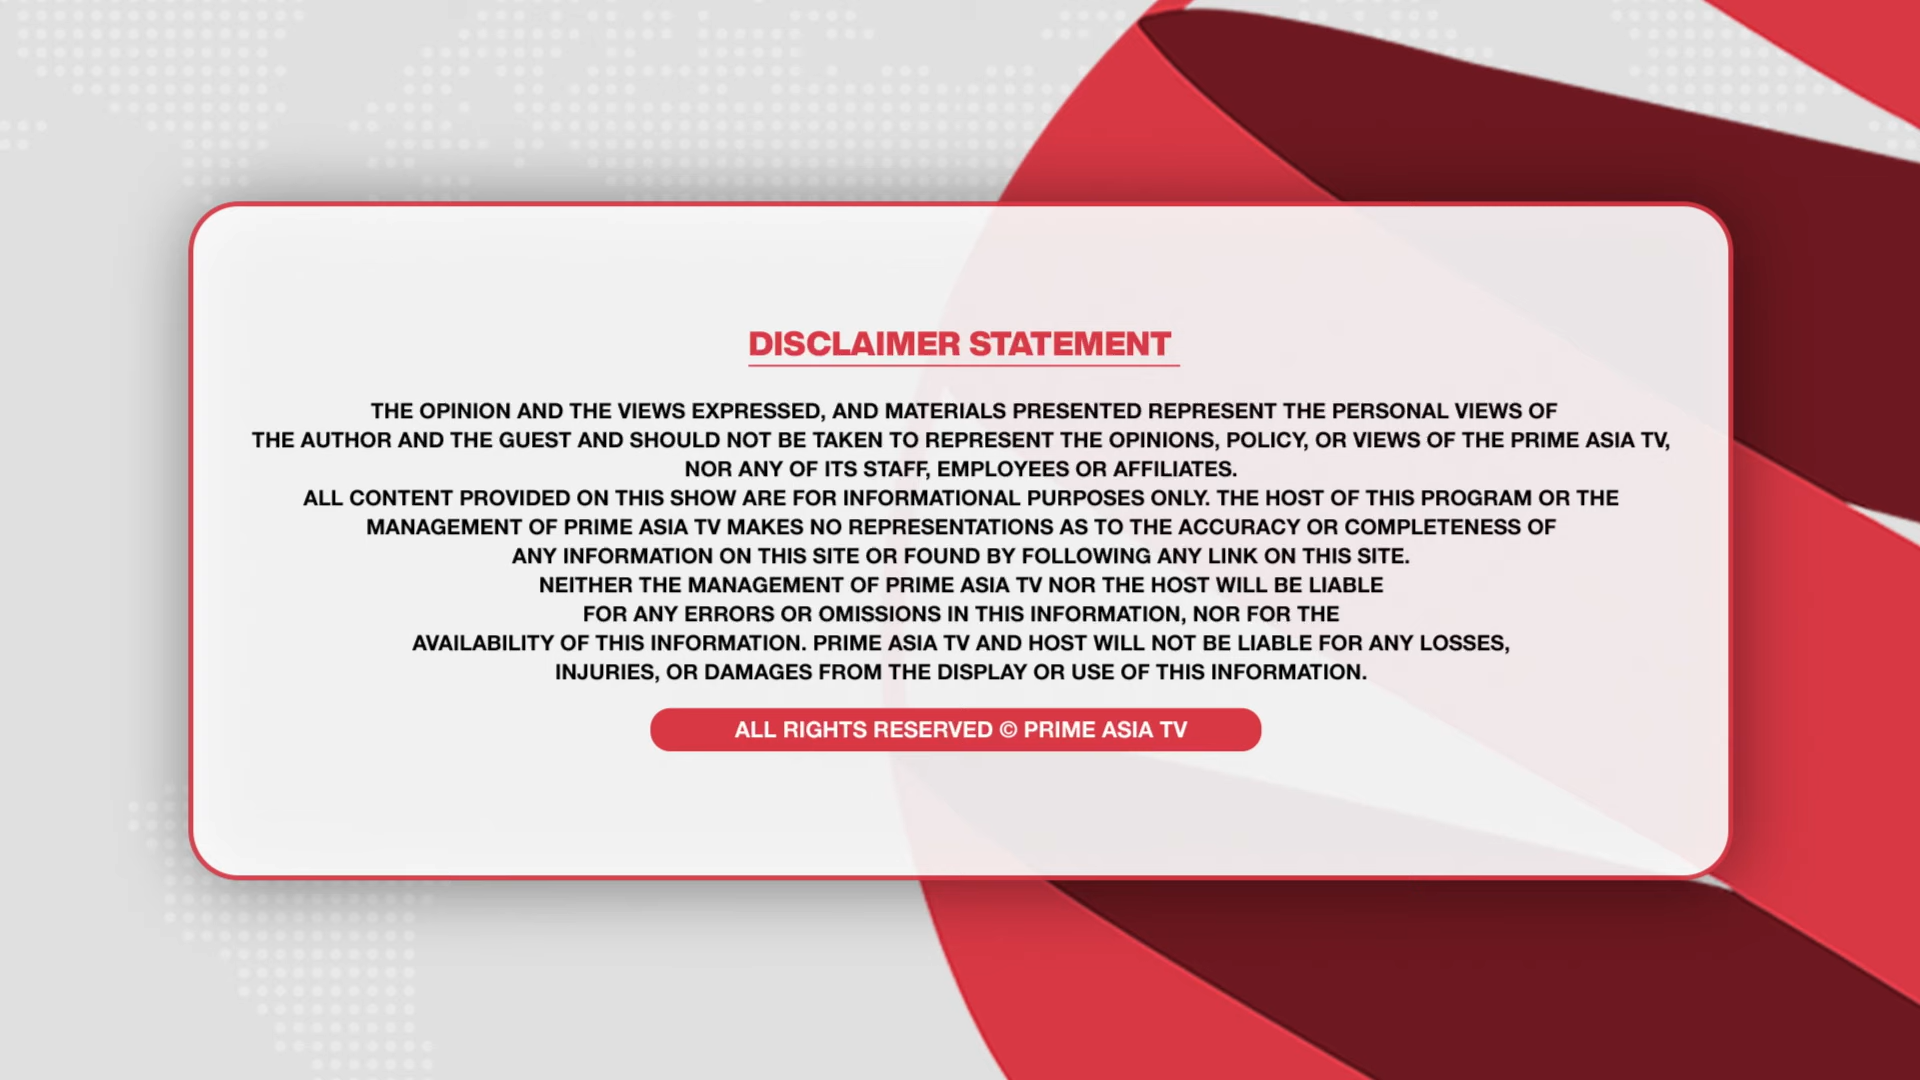 DISCLAIMER STATEMENT
THE OPINION AND THE VIEWS EXPRESSED, AND MATERIALS PRESENTED REPRESENT THE PERSONAL VIEWS OF
THE AUTHOR AND THE GUEST AND SHOULD NOT BE TAKEN TO REPRESENT THE OPINIONS, POLICY, OR VIEWS OF THE PRIME ASIA TV,
NOR ANY OF ITS STAFF, EMPLOYEES OR AFFILIATES.
ALL CONTENT PROVIDED ON THIS SHOW ARE FOR INFORMATIONAL PURPOSES ONLY. THE HOST OF THIS PROGRAM OR THE
MANAGEMENT OF PRIME ASIA TV MAKES NO REPRESENTATIONS AS TO THE ACCURACY OR COMPLETENESS OF
ANY INFORMATION ON THIS SITE OR FOUND BY FOLLOWING ANY LINK ON THIS SITE.
NEITHER THE MANAGEMENT OF PRIME ASIA TV NOR THE HOST WILL BE LIABLE
FOR ANY ERRORS OR OMISSIONS IN THIS INFORMATION, NOR FOR THE
AVAILABILITY OF THIS INFORMATION. PRIME ASIA TV AND HOST WILL NOT BE LIABLE FOR ANY LOSSES,
INJURIES, OR DAMAGES FROM THE DISPLAY OR USE OF THIS INFORMATION.
ALL RIGHTS RESERVED © PRIME ASIA TV